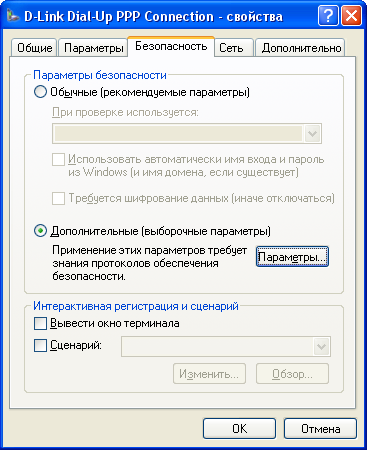 D-Link Dial-Up PPP Connection - свойства
Общие
Параметры
Безопасность
Сеть
Дополнительно
Параметры безопасности
Обычные (рекомендуемые параметры)
При проверке используется:
Использовать автоматически имя входа и пароль
из Windows (и имя домена, если существует)
Требуется шифрование данных (иначе отключаться)
Дополнительные (выборочные параметры)
Применение этих параметров требует
знания протоколов обеспечения
безопасности.
Параметры...
Интерактивная регистрация и сценарий
Вывести окно терминала
Сценарий:
Изменить...
Обзор...
OK
Отмена